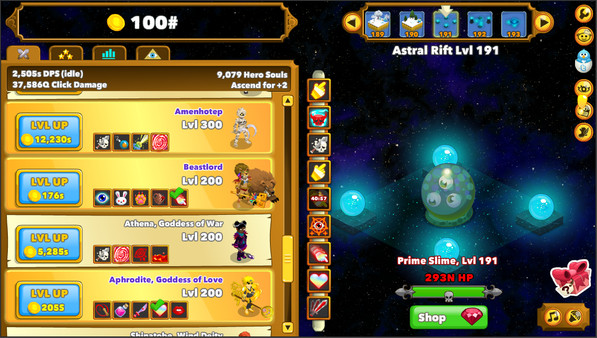 100#
189
190
191
192
193
Astral Rift Lvl 191
2,505s DPS (idle)
9,079 Hero Souls
37,586Q Click Damage
Ascend for +2
Amenhotep
LVL UP
Lvl 300
12,230s
Beastlord
LVL UP
Lvl 200
176s
Athena, Goddess of War
LVL UP
Lvl 200
5,285s
Aphrodite, Goddess of Love
LVL UP
Lvl 200
205S
Shinatobe, Wind Deity
Prime Slime, Lvl 191
293N HP
Shop